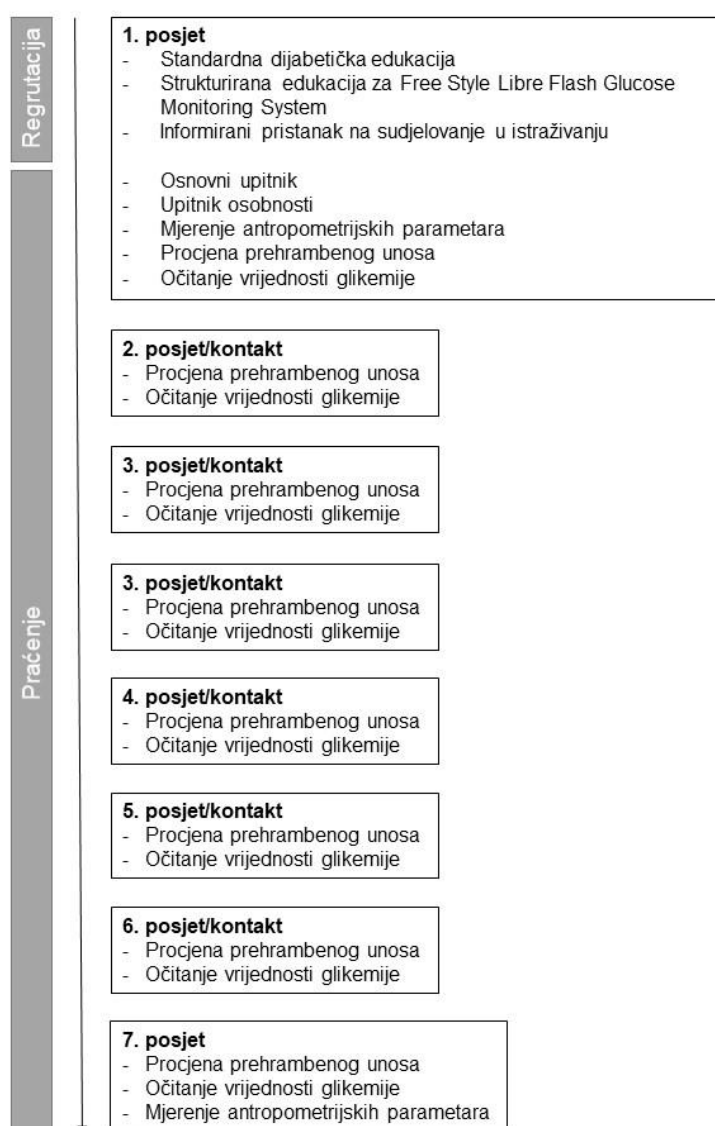 Regrutacija
1. posjet
- Standardna dijabetička edukacija
- Strukturirana edukacija za Free Style Libre Flash Glucose
Monitoring System
- Informirani pristanak na sudjelovanje u istraživanju
Praćenje
- Osnovni upitnik
- Upitnik osobnosti
- Mjerenje antropometrijskih parametara
- Procjena prehrambenog unosa
- Očitanje vrijednosti glikemije
2. posjet/kontakt
- Procjena prehrambenog unosa
- Očitanje vrijednosti glikemije
3. posjet/kontakt
- Procjena prehrambenog unosa
- Očitanje vrijednosti glikemije
3. posjet/kontakt
- Procjena prehrambenog unosa
- Očitanje vrijednosti glikemije
4. posjet/kontakt
- Procjena prehrambenog unosa
- Očitanje vrijednosti glikemije
5. posjet/kontakt
- Procjena prehrambenog unosa
- Očitanje vrijednosti glikemije
6. posjet/kontakt
- Procjena prehrambenog unosa
- Očitanje vrijednosti glikemije
7. posjet
- Procjena prehrambenog unosa
- Očitanje vrijednosti glikemije
- Mjerenje antropometrijskih parametara